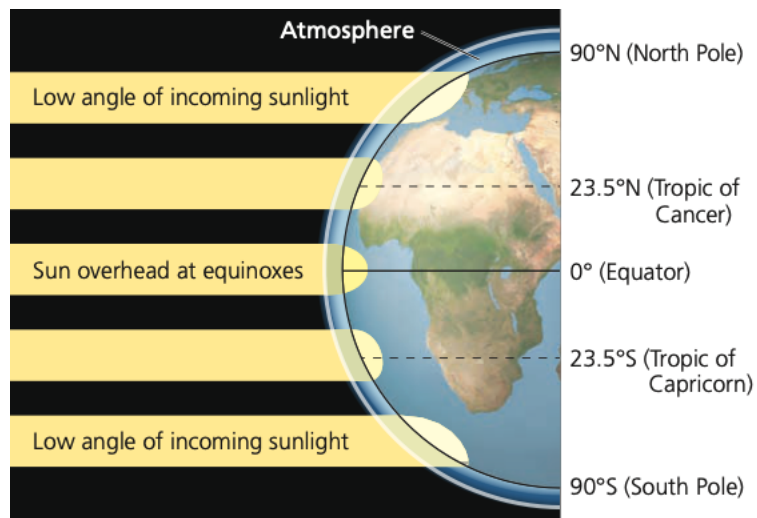 Atmosphere
90°N (North Pole)
Low angle of incoming sunlight
23.5°N (Tropic of
Cancer)
Sun overhead at equinoxes
0° (Equator)
23.5°S (Tropic of
Capricorn)
Low angle of incoming sunlight
90°S (South Pole)